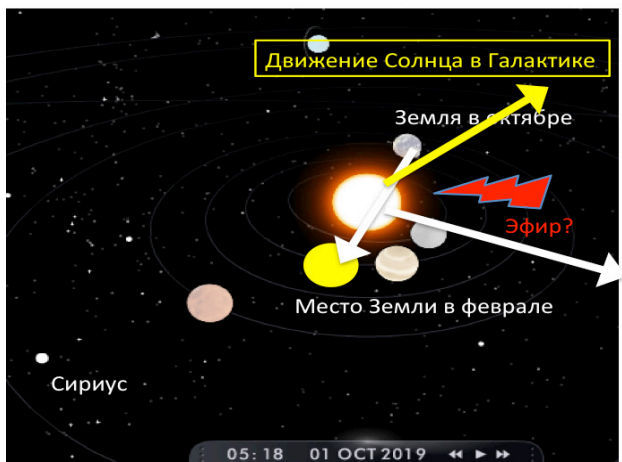 Движение Солнца в Галактике
Земля в октябре
Эфир?
Место Земли в феврале
Сириус
05:18 01 OCT 2019